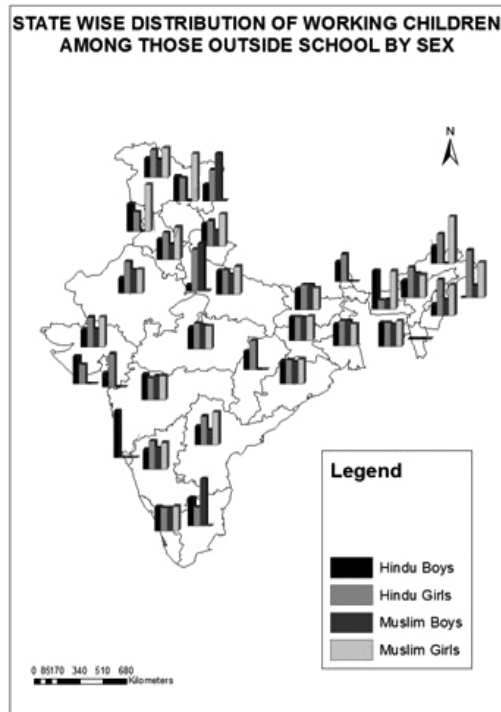 STATE WISE DISTRIBUTION OF WORKING CHILDREN
AMONG THOSE OUTSIDE SCHOOL BY SEX
N
Legend
Hindu Boys
Hindu Girls
Muslim Boys
Muslim Girls
0 85170 340 510 680
Kilometers